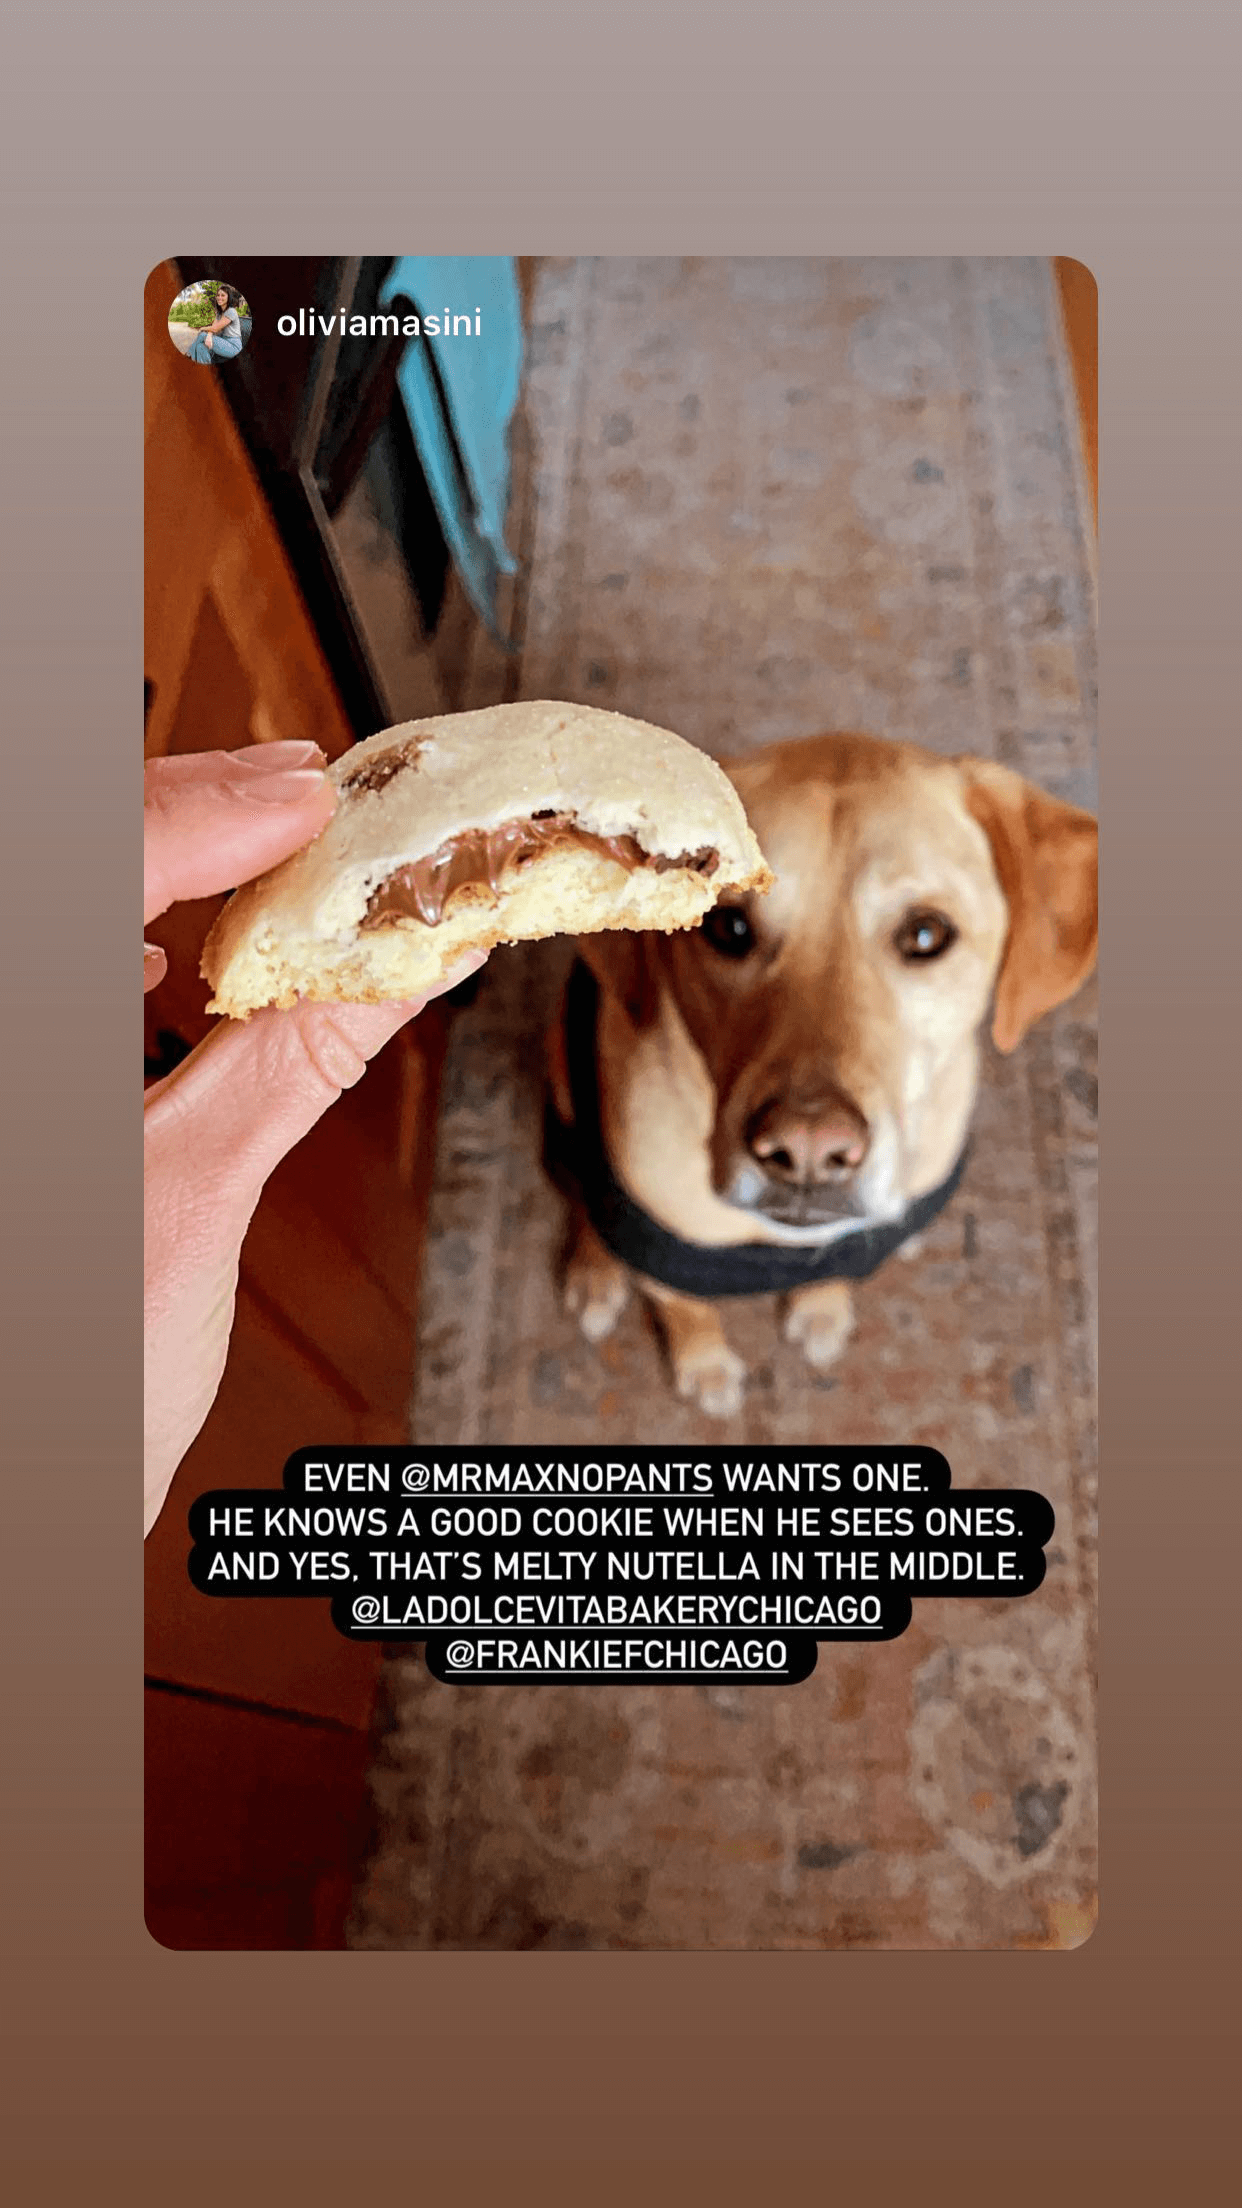 oliviamasini
EVEN @MRMAXNOPANTS WANTS ONE.
HE KNOWS A GOOD COOKIE WHEN HE SEES ONES.
AND YES, THAT’S MELTY NUTELLA IN THE MIDDLE.
@LADOLCEVITABAKERYCHICAGO
@FRANKIEFCHICAGO